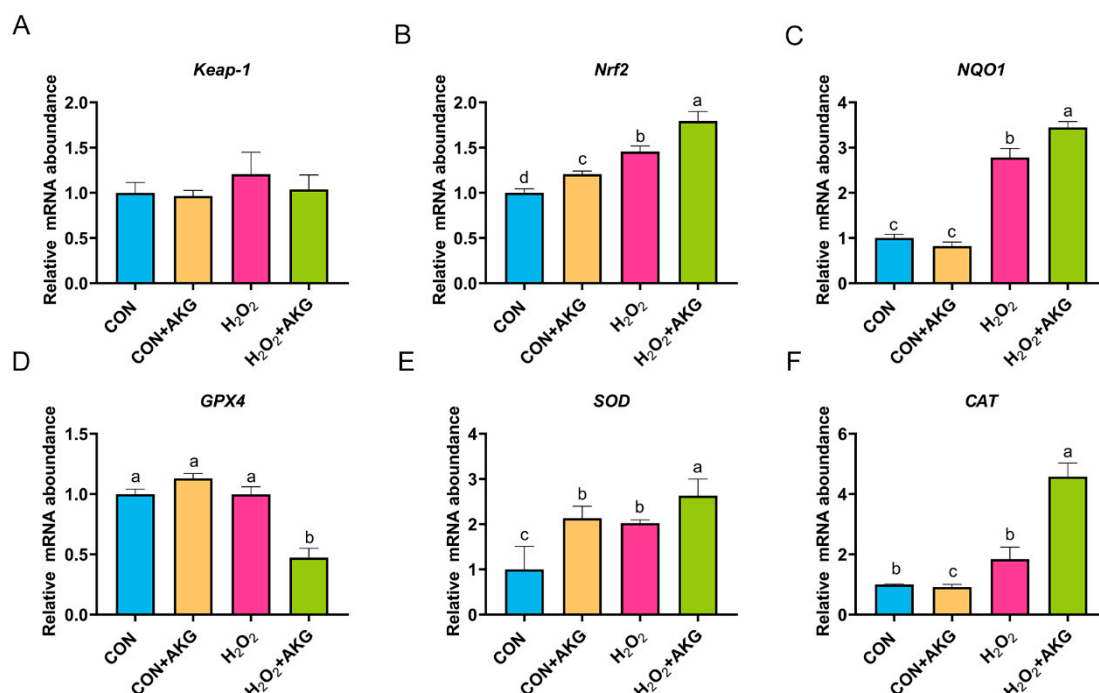 A
Keap-1
Relative mRNA aboundance
2.0
1.5
1.0
0.5
0.0
CON
CON+AKG
H₂O₂
H₂O₂+AKG
B
Nrf2
Relative mRNA aboundance
2.0
1.5
1.0
0.5
0.0
d
c
b
a
CON
CON+AKG
H₂O₂
H₂O₂+AKG
C
NQO1
Relative mRNA aboundance
4
3
2
1
0
c
c
b
a
CON
CON+AKG
H₂O₂
H₂O₂+AKG
D
GPX4
Relative mRNA aboundance
1.5
1.0
0.5
0.0
a
a
a
b
CON
CON+AKG
H₂O₂
H₂O₂+AKG
E
SOD
Relative mRNA aboundance
4
3
2
1
0
c
b
b
a
CON
CON+AKG
H₂O₂
H₂O₂+AKG
F
CAT
Relative mRNA aboundance
6
4
2
0
b
c
b
a
CON
CON+AKG
H₂O₂
H₂O₂+AKG